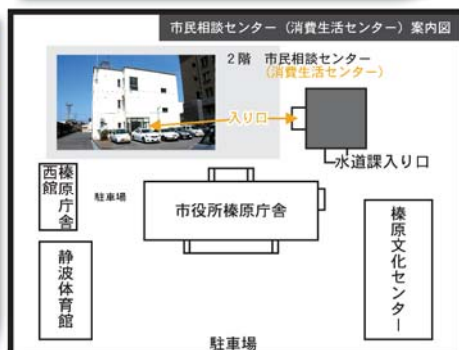 市民相談センター（消費生活センター）案内図
2階　市民相談センター
（消費生活センター）
入り口
水道課入り口
榛原庁舎
西館
駐車場
市役所榛原庁舎
榛原文化センター
静波体育館
駐車場